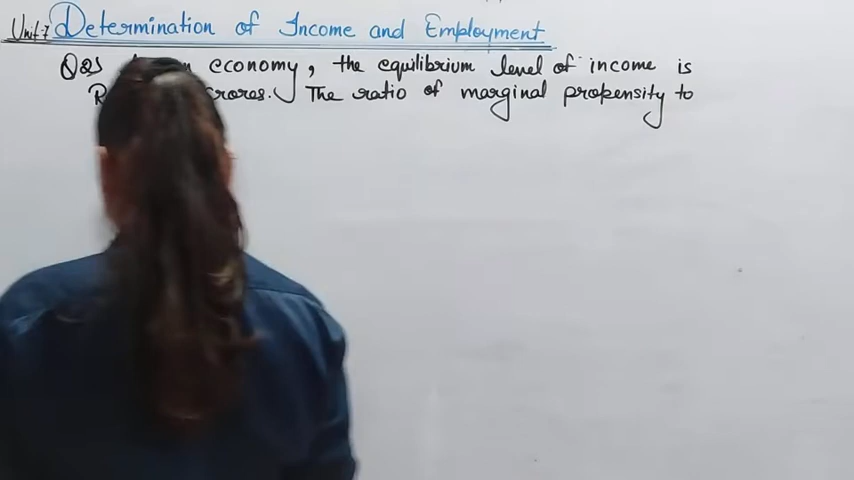 Unit-7 Determination of Income and Employment
Q25 economy, the equilibrium level of income is
R crores. The ratio of marginal propensity to